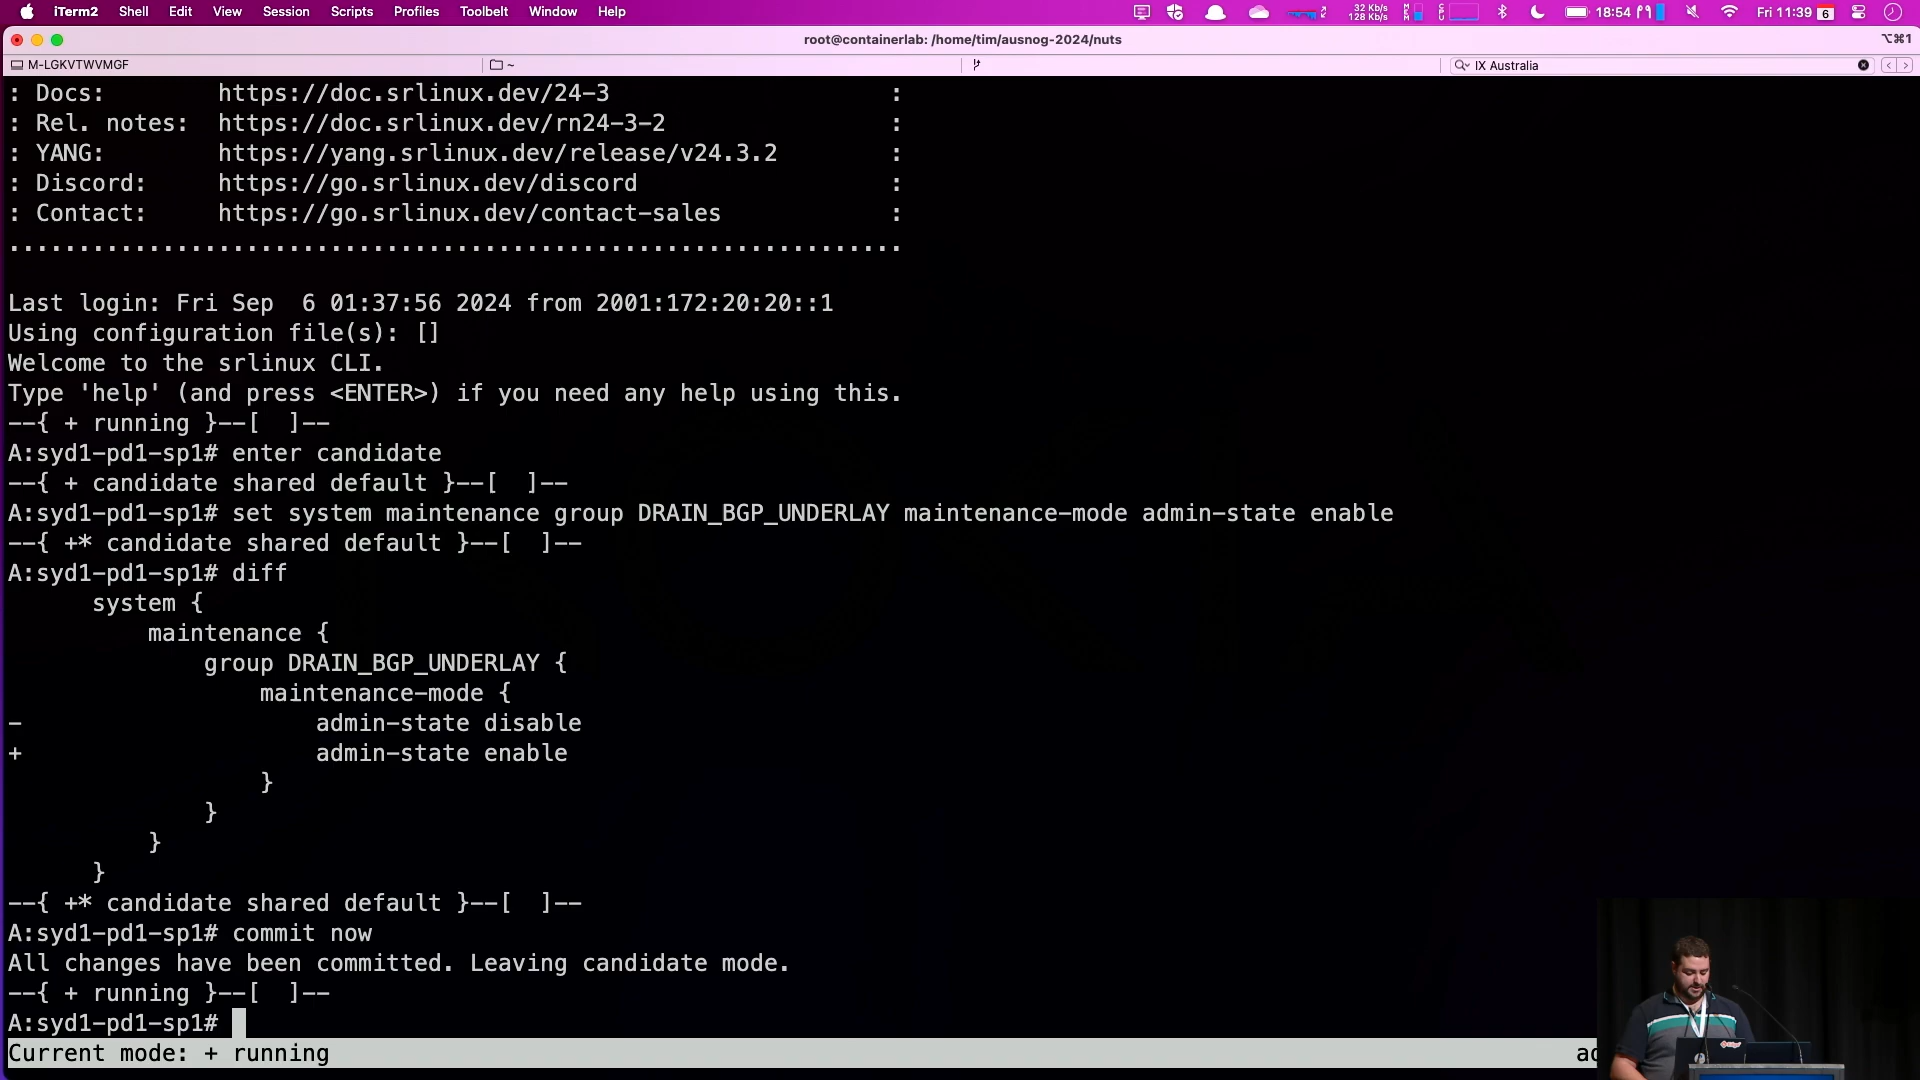 iTerm2 Shell Edit View Session Scripts Profiles Toolbelt Window Help
32 Kb/s
128 Kb/s
18:54
Fri 11:39 6
root@containerlab: /home/tim/ausnog-2024/nuts
⌥⌘1
M-LGKVTWVMGF
~
IX Australia
: Docs:        https://doc.srlinux.dev/24-3                    :
: Rel. notes:  https://doc.srlinux.dev/rn24-3-2                :
: YANG:        https://yang.srlinux.dev/release/v24.3.2        :
: Discord:     https://go.srlinux.dev/discord                  :
: Contact:     https://go.srlinux.dev/contact-sales            :
................................................................
Last login: Fri Sep  6 01:37:56 2024 from 2001:172:20:20::1
Using configuration file(s): []
Welcome to the srlinux CLI.
Type 'help' (and press <ENTER>) if you need any help using this.
--{ + running }--[  ]--
A:syd1-pd1-sp1# enter candidate
--{ + candidate shared default }--[  ]--
A:syd1-pd1-sp1# set system maintenance group DRAIN_BGP_UNDERLAY maintenance-mode admin-state enable
--{ +* candidate shared default }--[  ]--
A:syd1-pd1-sp1# diff
      system {
          maintenance {
              group DRAIN_BGP_UNDERLAY {
                  maintenance-mode {
-                     admin-state disable
+                     admin-state enable
                  }
              }
          }
      }
--{ +* candidate shared default }--[  ]--
A:syd1-pd1-sp1# commit now
All changes have been committed. Leaving candidate mode.
--{ + running }--[  ]--
A:syd1-pd1-sp1#
Current mode: + running